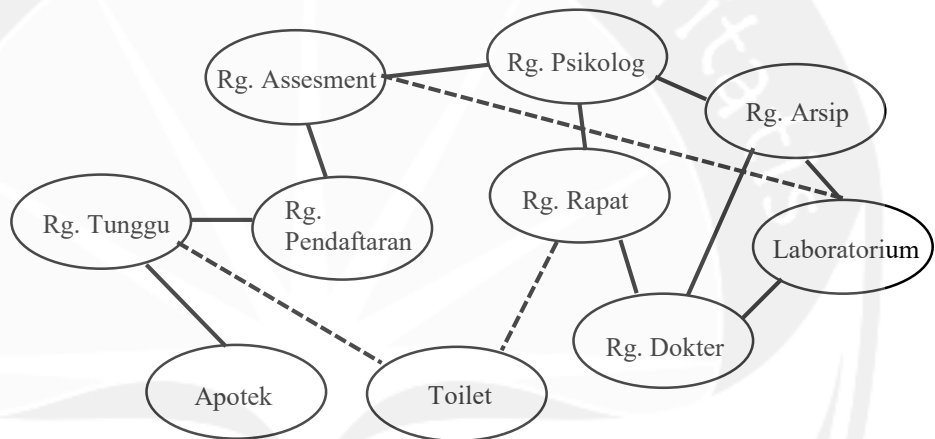 Rg. Psikolog
Rg. Assesment
Rg. Arsip
Rg. Rapat
Rg. Tunggu
Rg.
Pendaftaran
Laboratorium
Rg. Dokter
Apotek
Toilet